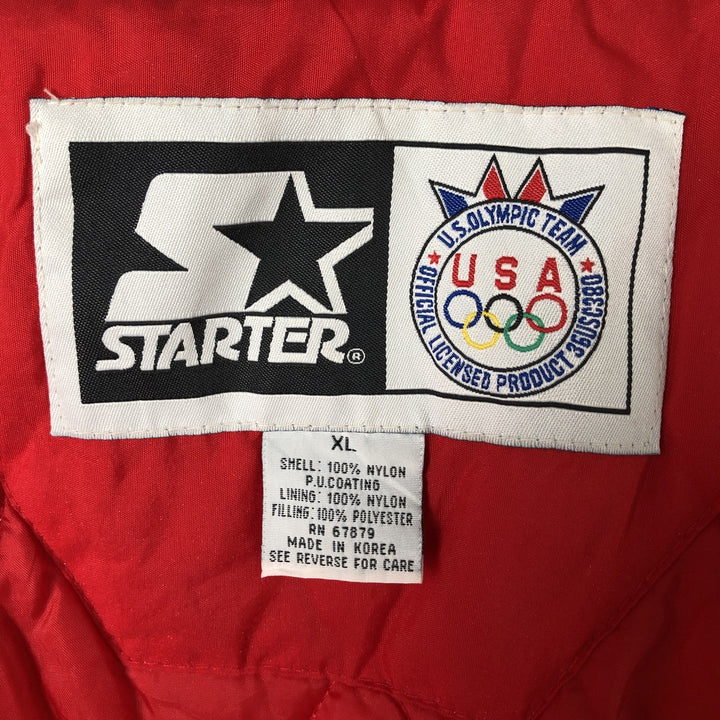 STARTER®
U.S. OLYMPIC TEAM
USA
OFFICIAL LICENSED PRODUCT 36USC380
XL
SHELL: 100% NYLON
P.U.COATING
LINING: 100% NYLON
FILLING: 100% POLYESTER
RN 67879
MADE IN KOREA
SEE REVERSE FOR CARE